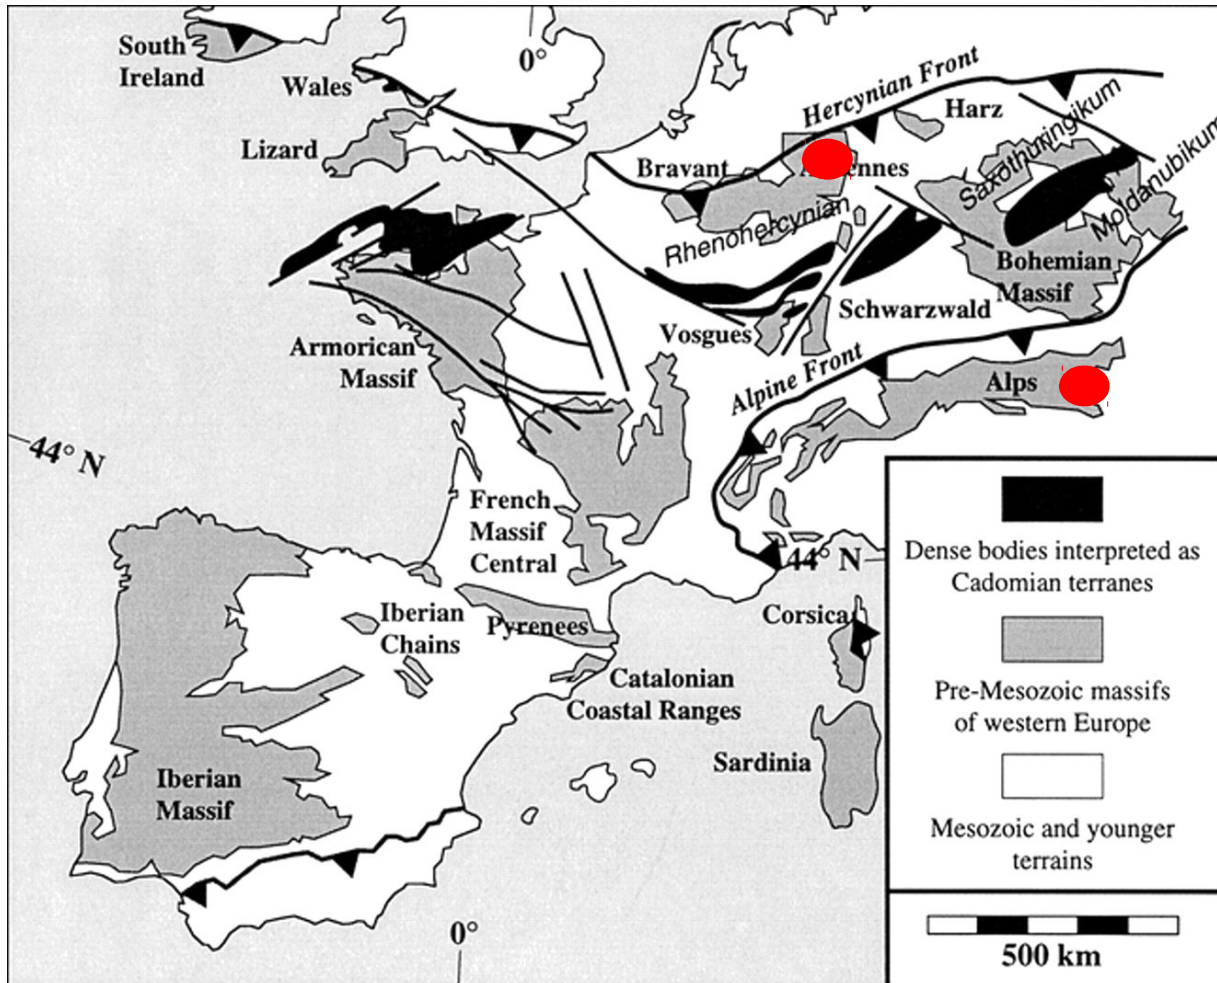 South
Ireland
0°
Wales
Hercynian Front
Harz
Lizard
Bravant
ennes
Saxothuringikum
Moldanubikum
Rhenohercynian
Bohemian
Massif
Schwarzwald
Vosgues
Armorican
Massif
Alpine Front
Alps
44° N
French
Massif
Central
44° N
Iberian
Chains
Pyrenees
Corsica
Catalonian
Coastal Ranges
Sardinia
Iberian
Massif
0°
Dense bodies interpreted as
Cadomian terranes
Pre-Mesozoic massifs
of western Europe
Mesozoic and younger
terrains
500 km